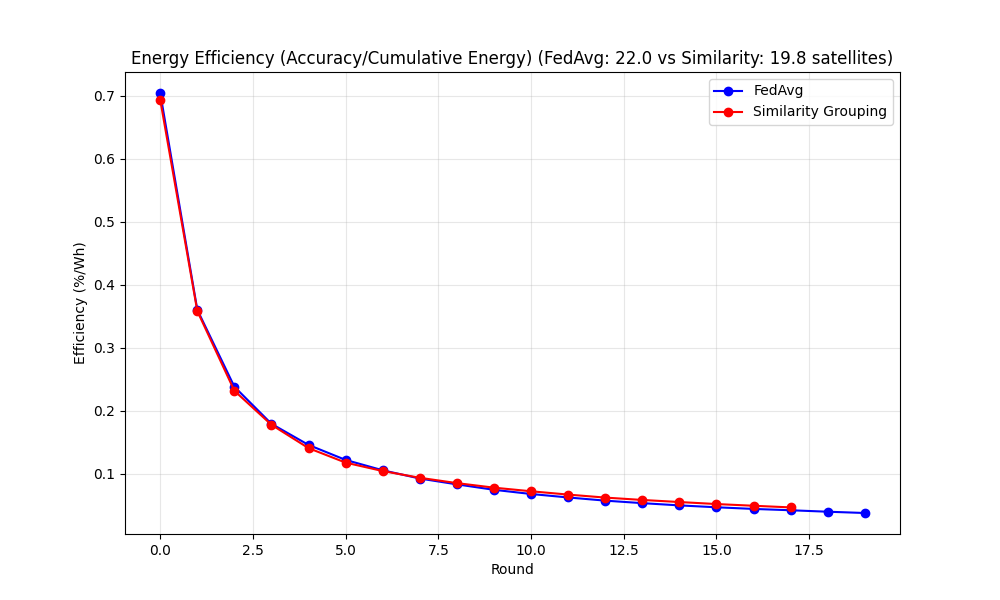 Energy Efficiency (Accuracy/Cumulative Energy) (FedAvg: 22.0 vs Similarity: 19.8 satellites)
FedAvg
Similarity Grouping
Efficiency (%/Wh)
0.7
0.6
0.5
0.4
0.3
0.2
0.1
0.0 2.5 5.0 7.5 10.0 12.5 15.0 17.5
Round